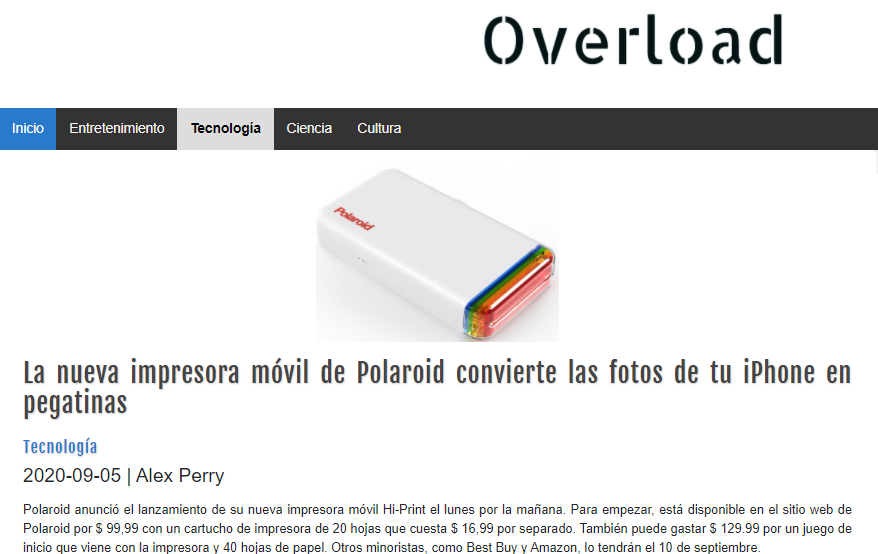 Overload
Inicio Entretenimiento Tecnología Ciencia Cultura
Polaroid
La nueva impresora móvil de Polaroid convierte las fotos de tu iPhone en
pegatinas
Tecnología
2020-09-05 | Alex Perry
Polaroid anunció el lanzamiento de su nueva impresora móvil Hi-Print el lunes por la mañana. Para empezar, está disponible en el sitio web de
Polaroid por $ 99,99 con un cartucho de impresora de 20 hojas que cuesta $ 16,99 por separado. También puede gastar $ 129.99 por un juego de
inicio que viene con la impresora y 40 hojas de papel. Otros minoristas, como Best Buy y Amazon, lo tendrán el 10 de septiembre.